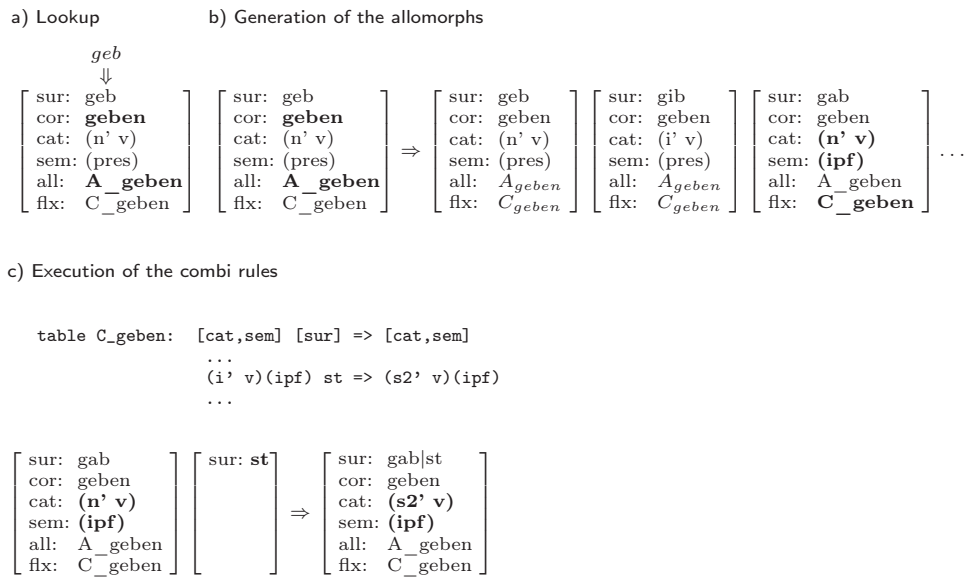 a) Lookup b) Generation of the allomorphs
geb
⇓
sur: geb sur: geb sur: geb sur: gib sur: gab
cor: geben cor: geben cor: geben cor: geben cor: geben
cat: (n' v) cat: (n' v) cat: (n' v) cat: (i' v) cat: (n' v)
sem: (pres) sem: (pres) ⇒ sem: (pres) sem: (pres) sem: (ipf) ...
all: A_geben all: A_geben all: A_geben all: A_geben all: A_geben
flx: C_geben flx: C_geben flx: C_geben flx: C_geben flx: C_geben
c) Execution of the combi rules
table C_geben: [cat,sem] [sur] => [cat,sem]
...
(i' v)(ipf) st => (s2' v)(ipf)
...
sur: gab sur: st sur: gab|st
cor: geben cor: geben
cat: (n' v) cat: (s2' v)
sem: (ipf) ⇒ sem: (ipf)
all: A_geben all: A_geben
flx: C_geben flx: C_geben